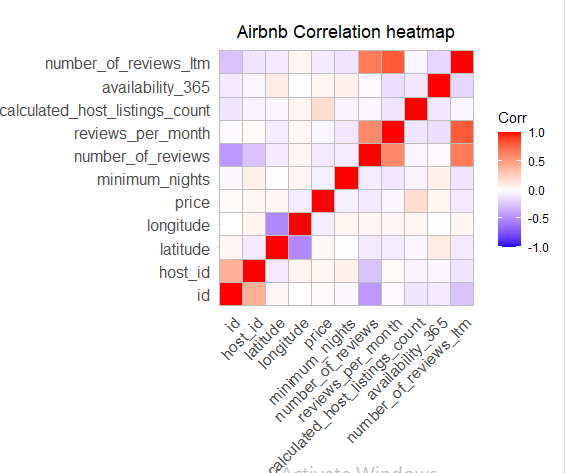 Airbnb Correlation heatmap
number_of_reviews_ltm
availability_365
calculated_host_listings_count
reviews_per_month
number_of_reviews
minimum_nights
price
longitude
latitude
host_id
id
Corr
1.0
0.5
0.0
-0.5
-1.0
id
host_id
latitude
longitude
price
minimum_nights
number_of_reviews
reviews_per_month
calculated_host_listings_count
availability_365
number_of_reviews_ltm
Activate Windows